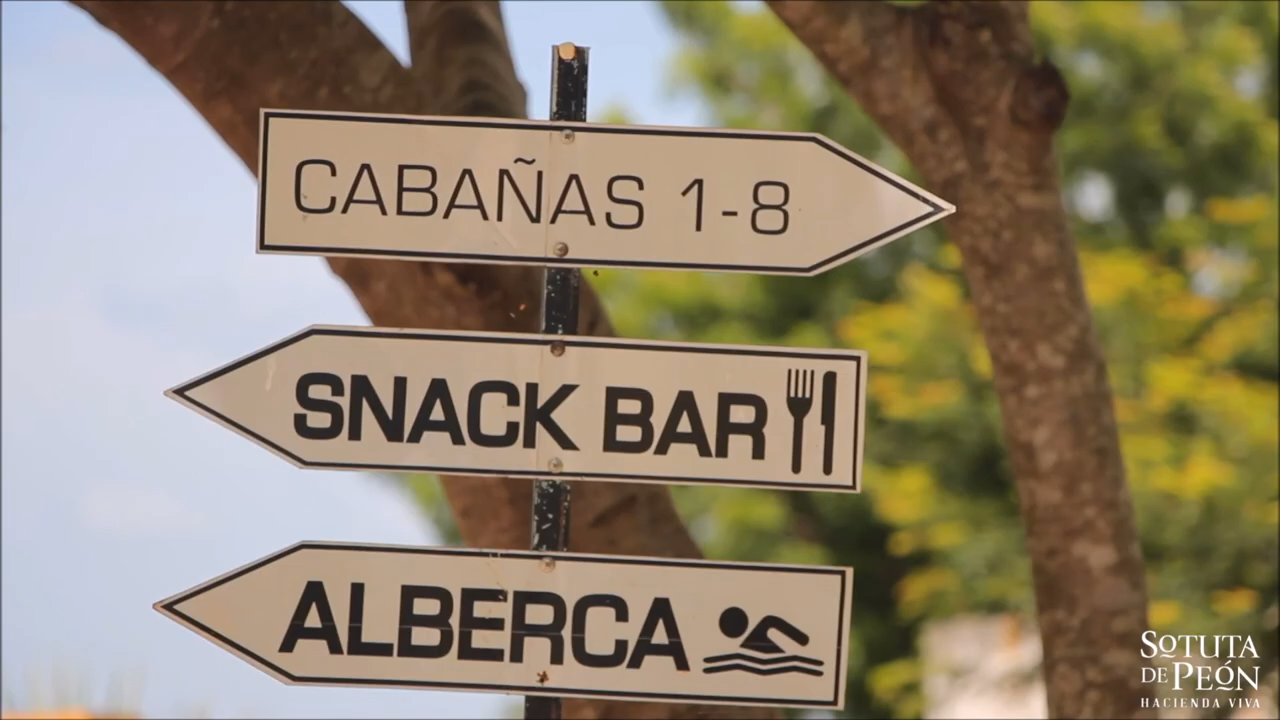 CABAÑAS 1-8
SNACK BAR
ALBERCA
SOTUTA
DE PEÓN
HACIENDA VIVA